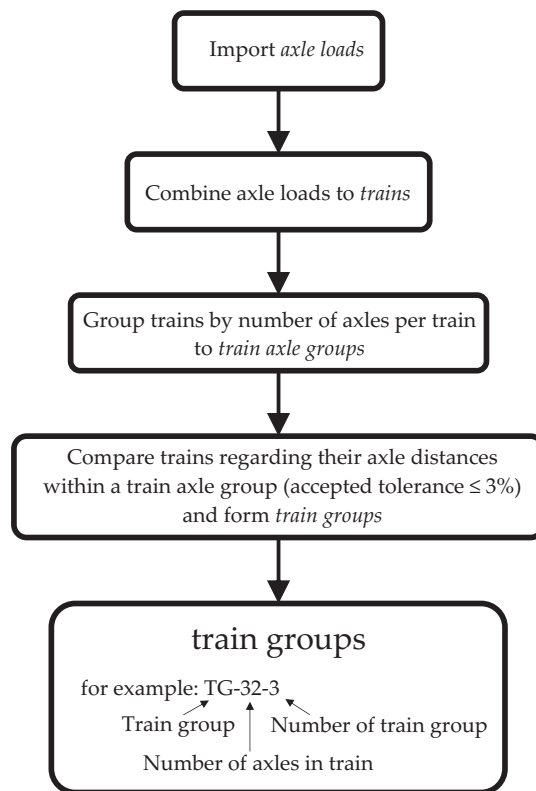 Import axle loads
Combine axle loads to trains
Group trains by number of axles per train
to train axle groups
Compare trains regarding their axle distances
within a train axle group (accepted tolerance ≤ 3%)
and form train groups
train groups
for example: TG-32-3
Train group
Number of train group
Number of axles in train